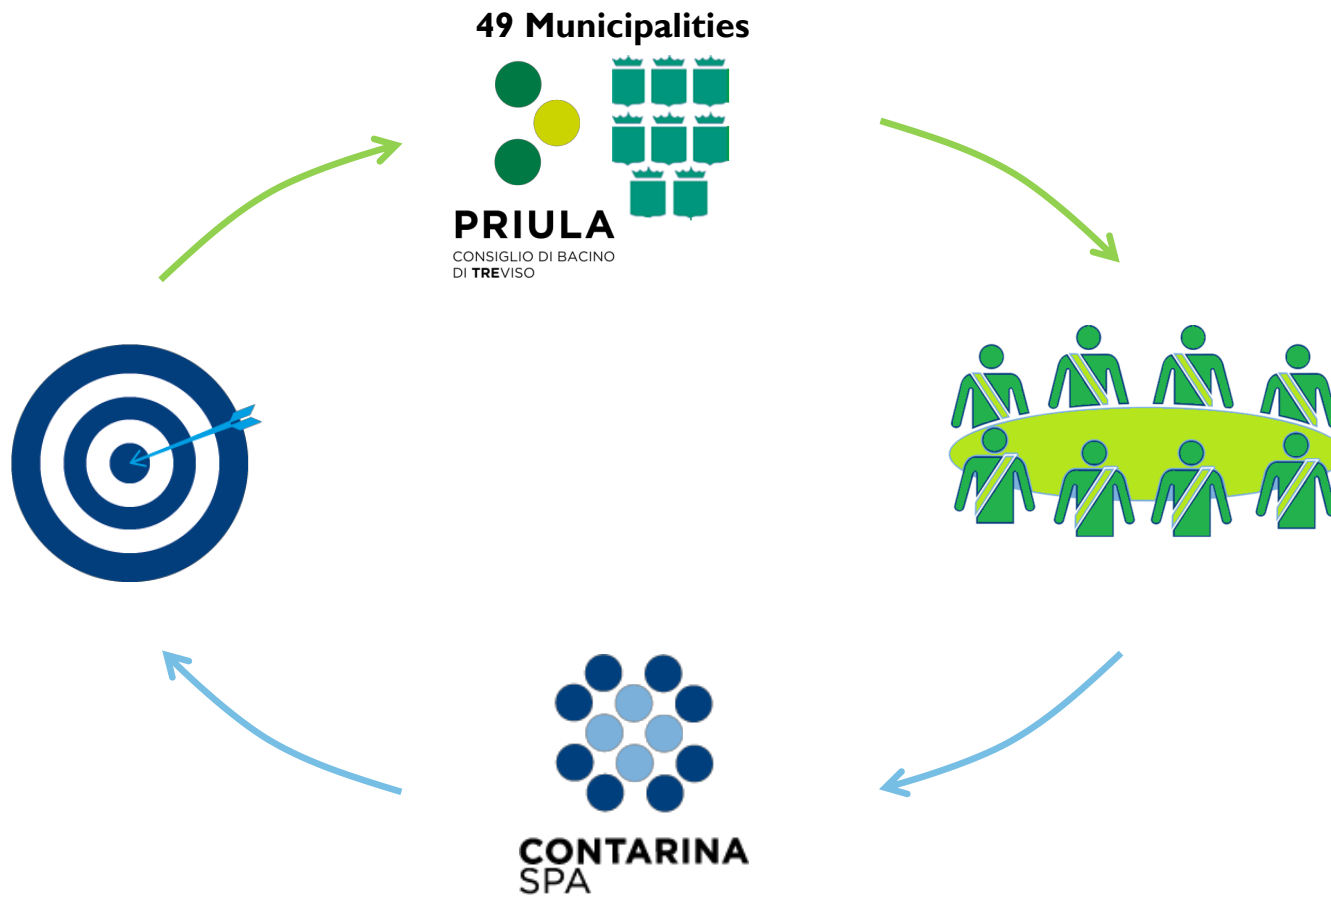 49 Municipalities
PRIULA
CONSIGLIO DI BACINO
DI TREVISO
CONTARINA
SPA